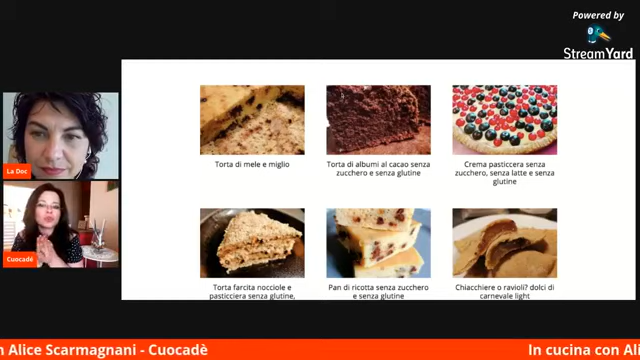 Powered by
StreamYard
La Doc
Cuocadé
Torta di mele e miglio
Torta di albumi al cacao senza
zucchero e senza glutine
Crema pasticcera senza
zucchero, senza latte e senza
glutine
Torta farcita nocciole e
pasticciera senza glutine,
Pan di ricotta senza zucchero
e senza glutine
Chiacchiere o ravioli? dolci di
carnevale light
Alice Scarmagnani - Cuocadè
In cucina con Ali